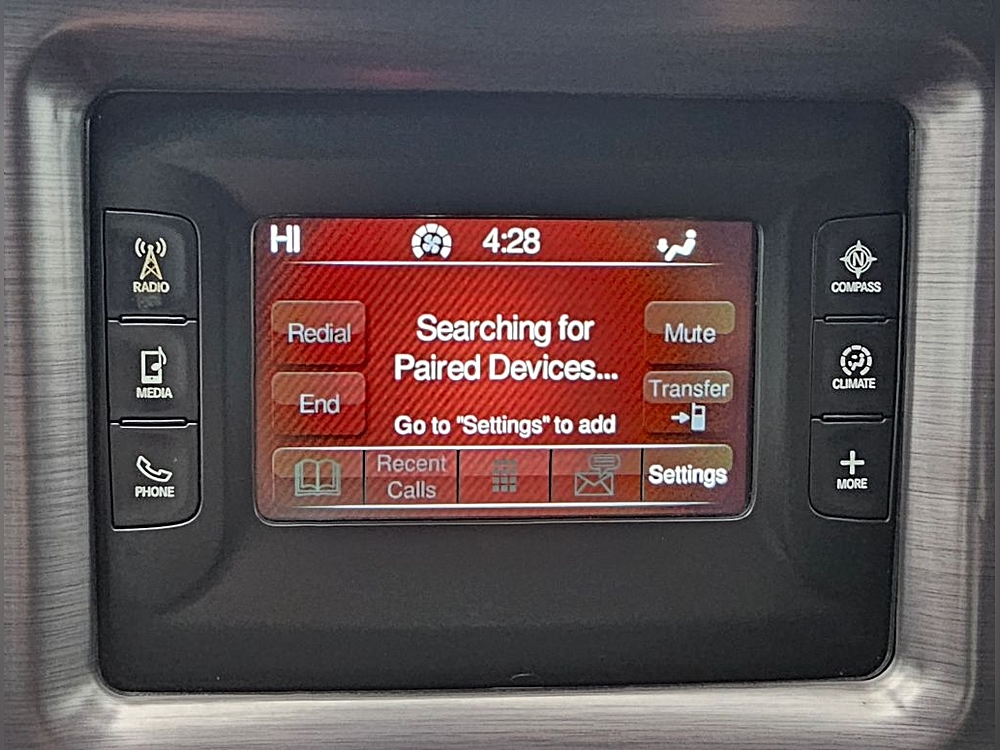 HI 4:28
RADIO
MEDIA
PHONE
Redial
End
Searching for
Paired Devices...
Go to "Settings" to add
Mute
Transfer
Recent
Calls
Settings
N
COMPASS
CLIMATE
MORE